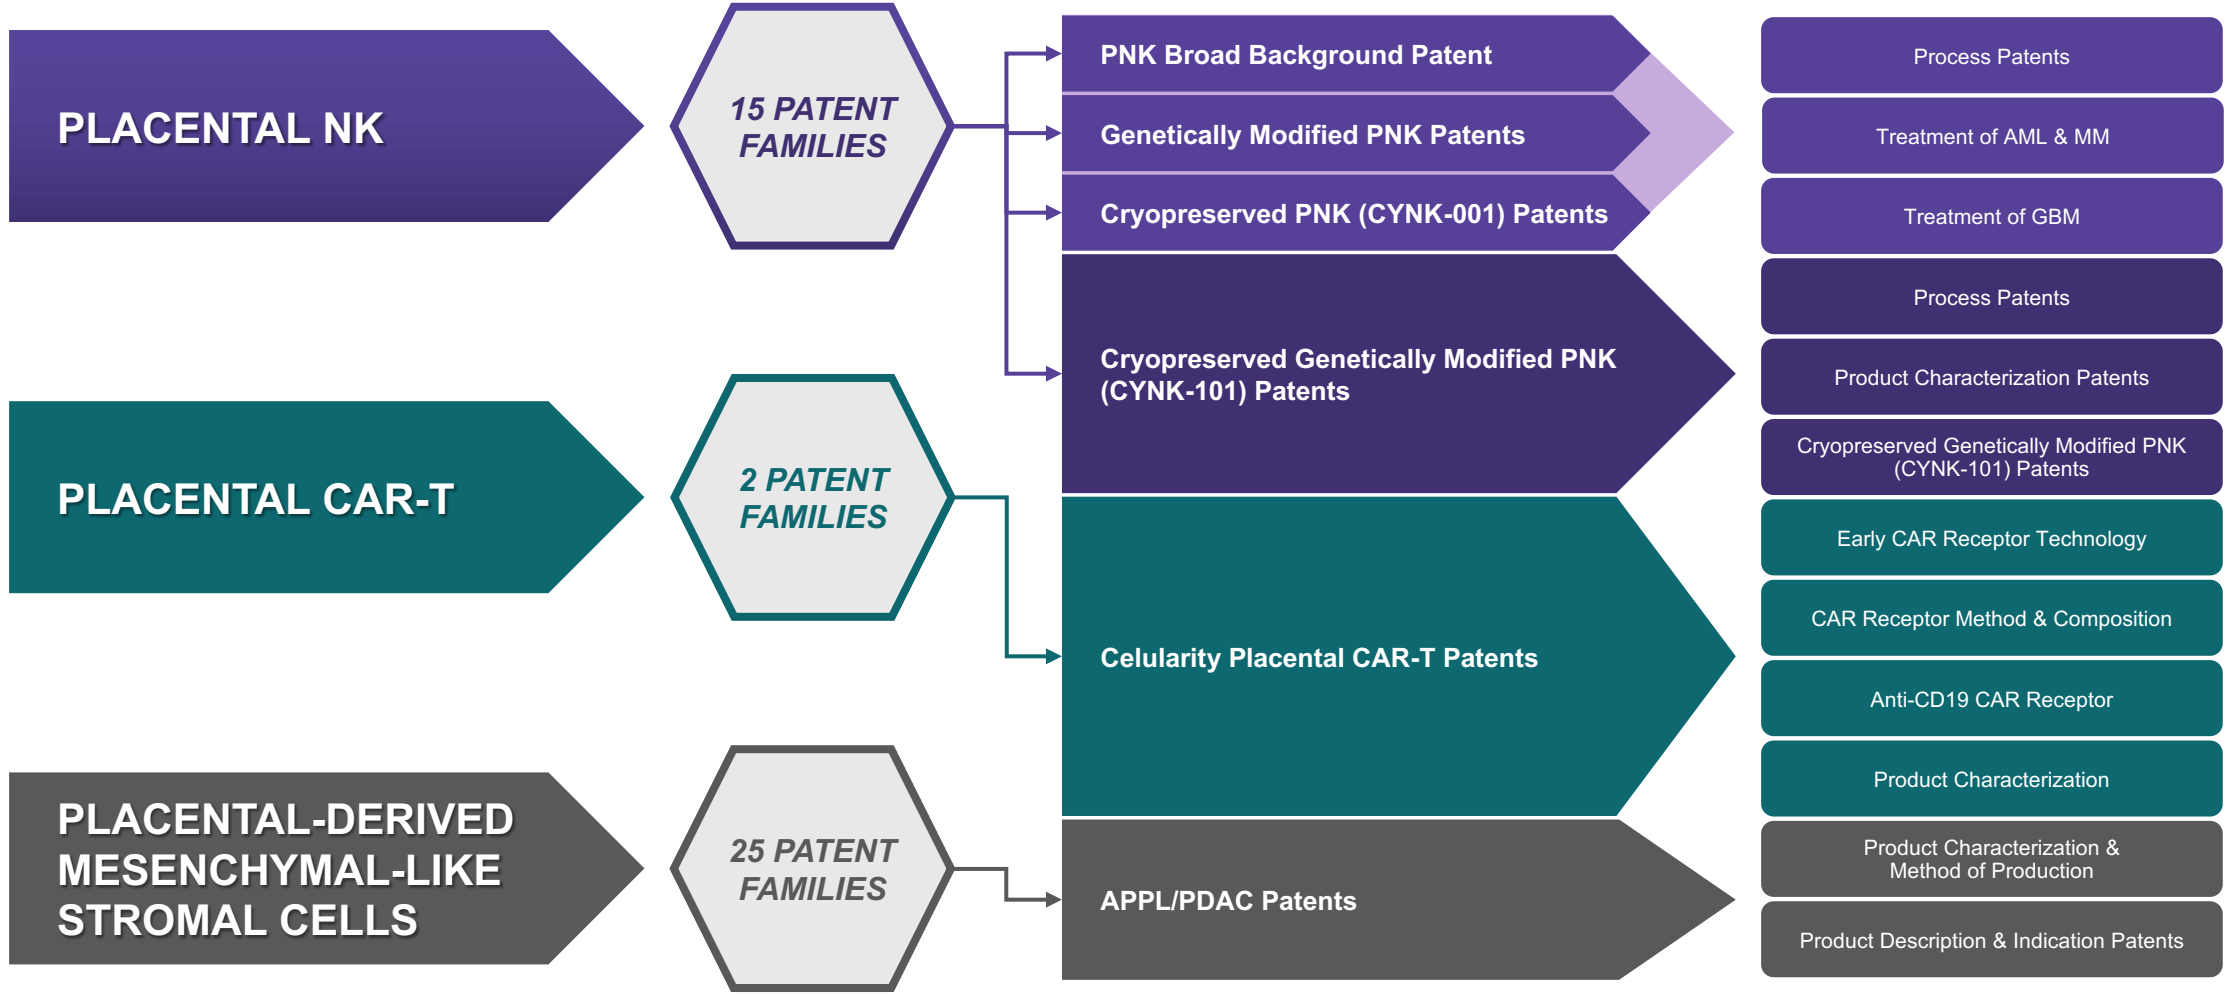 PLACENTAL NK
15 PATENT
FAMILIES
PNK Broad Background Patent
Genetically Modified PNK Patents
Cryopreserved PNK (CYNK-001) Patents
Cryopreserved Genetically Modified PNK
(CYNK-101) Patents
Process Patents
Treatment of AML & MM
Treatment of GBM
Process Patents
Product Characterization Patents
Cryopreserved Genetically Modified PNK
(CYNK-101) Patents
PLACENTAL CAR-T
2 PATENT
FAMILIES
Celularity Placental CAR-T Patents
Early CAR Receptor Technology
CAR Receptor Method & Composition
Anti-CD19 CAR Receptor
Product Characterization
PLACENTAL-DERIVED
MESENCHYMAL-LIKE
STROMAL CELLS
25 PATENT
FAMILIES
APPL/PDAC Patents
Product Characterization &
Method of Production
Product Description & Indication Patents